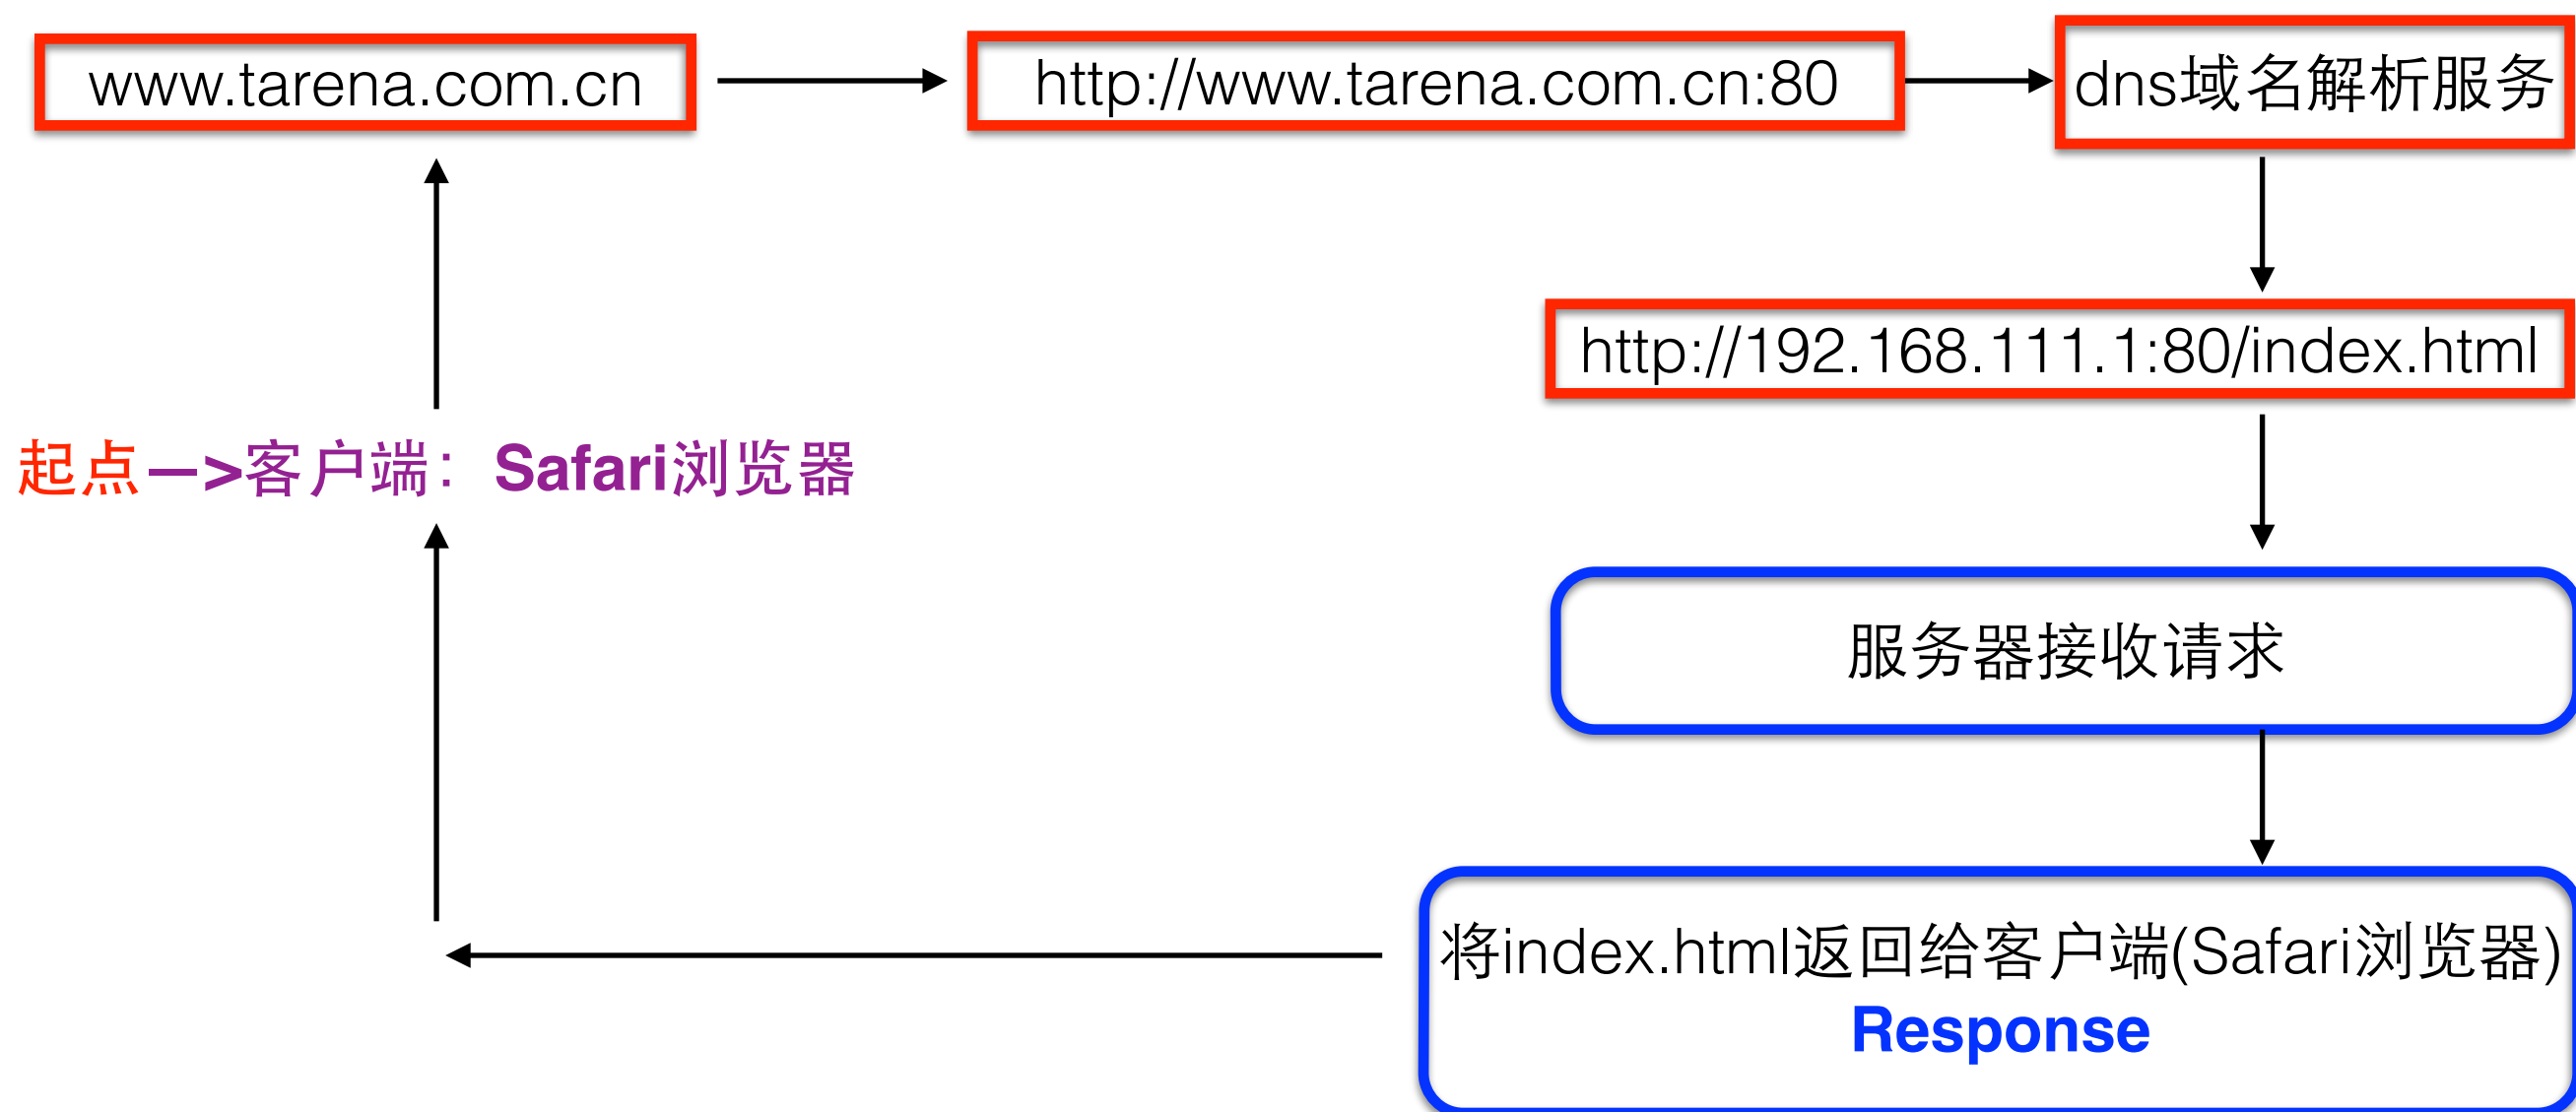 www.tarena.com.cn
http://www.tarena.com.cn:80
dns域名解析服务
http://192.168.111.1:80/index.html
起点—>客户端：Safari浏览器
服务器接收请求
将index.html返回给客户端(Safari浏览器)
Response